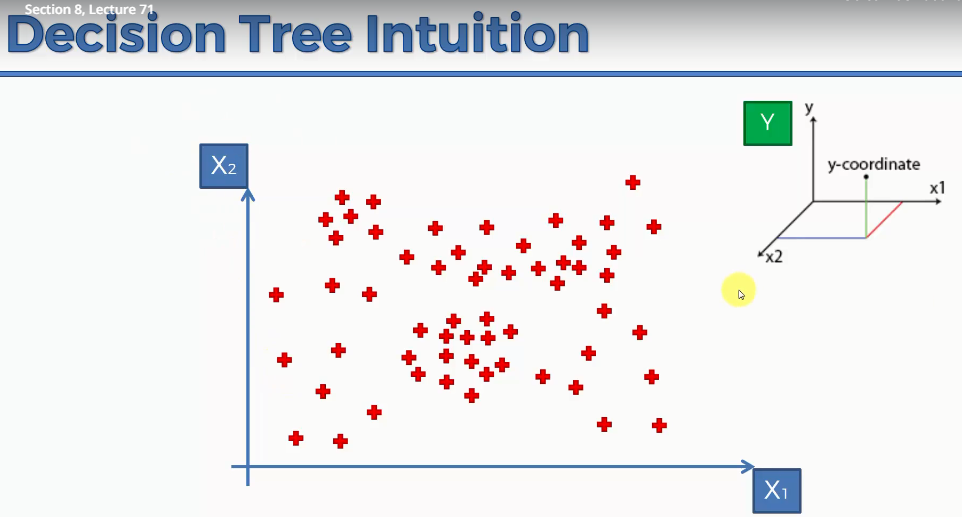 Section 8, Lecture 71
Decision Tree Intuition
Y
y
X2
y-coordinate
x1
x2
X1